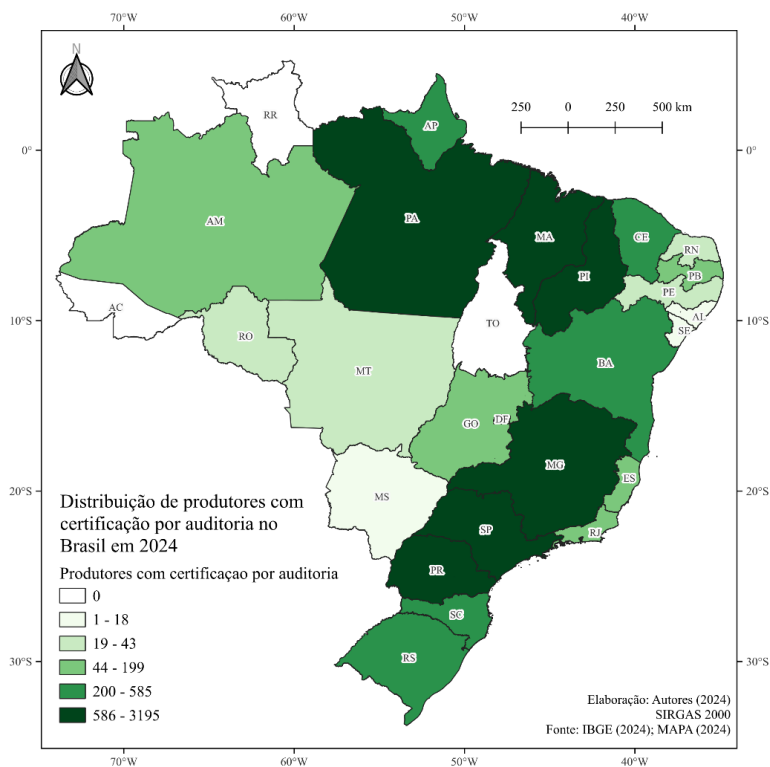 70°W 60°W 50°W 40°W
N
250 0 250 500 km
RR
AP
0° 0°
AM
PA
MA
CE
RN
PI
PB
PE
AC
AL
10°S 10°S
TO
SE
RO
BA
MT
GO
DF
MG
ES
20°S 20°S
MS
SP
RJ
PR
SC
RS
Distribuição de produtores com
certificação por auditoria no
Brasil em 2024
Produtores com certificaçao por auditoria
0
1 - 18
19 - 43
44 - 199
200 - 585
586 - 3195
30°S 30°S
Elaboração: Autores (2024)
SIRGAS 2000
Fonte: IBGE (2024); MAPA (2024)
70°W 60°W 50°W 40°W